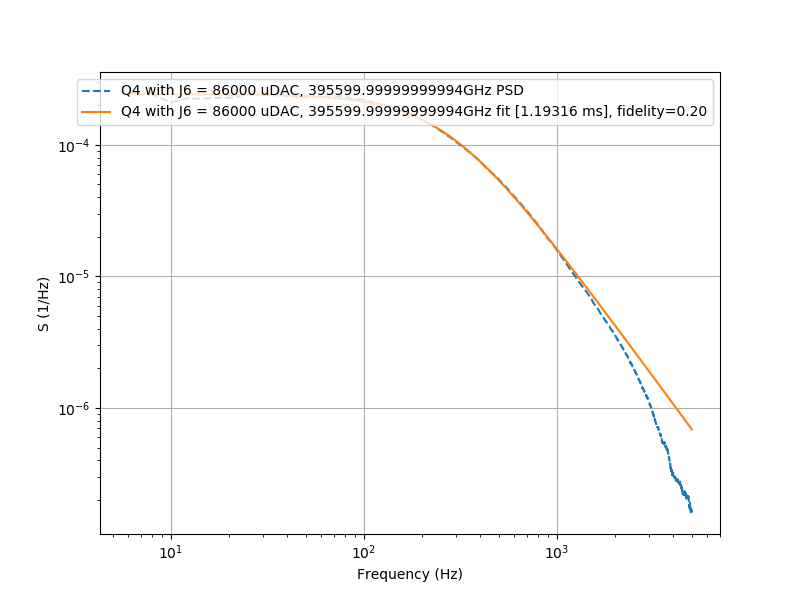 Q4 with J6 = 86000 uDAC, 395599.99999999994GHz PSD
Q4 with J6 = 86000 uDAC, 395599.99999999994GHz fit [1.19316 ms], fidelity=0.20
10⁻⁴
10⁻⁵
10⁻⁶
S (1/Hz)
10¹ 10² 10³
Frequency (Hz)